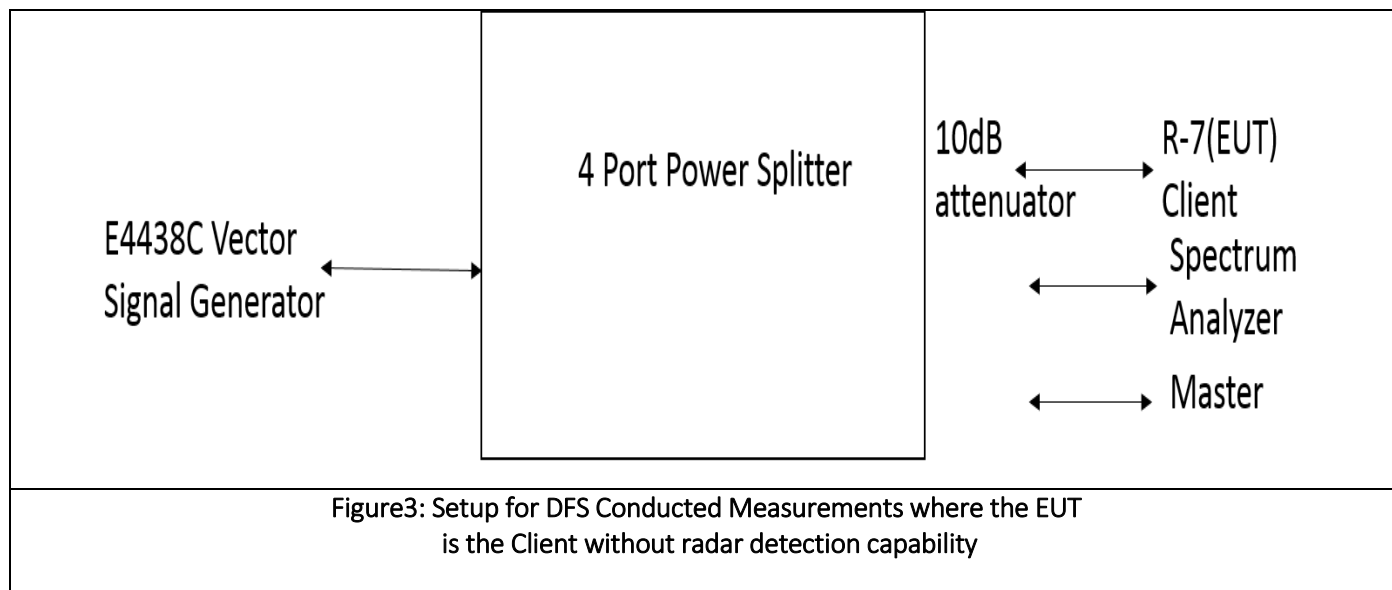 E4438C Vector
Signal Generator
4 Port Power Splitter
10dB
attenuator
R-7(EUT)
Client
Spectrum
Analyzer
Master
Figure3: Setup for DFS Conducted Measurements where the EUT
is the Client without radar detection capability